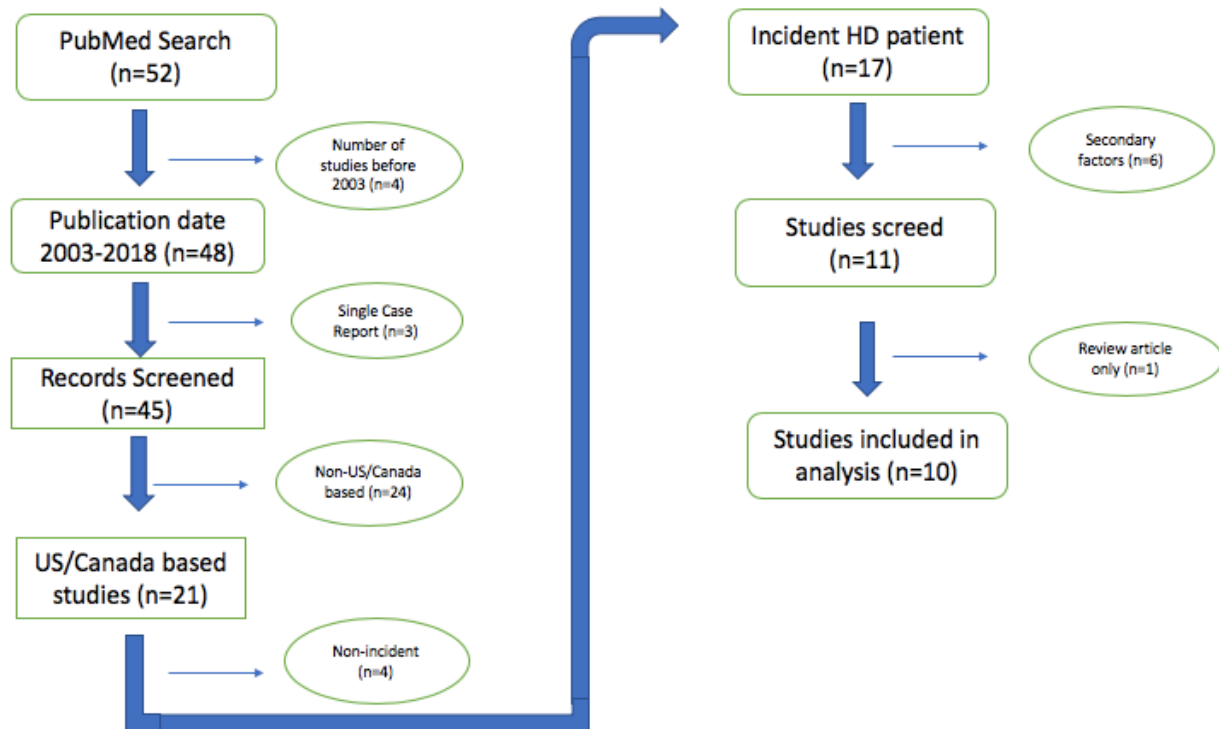 PubMed Search
(n=52)
Number of
studies before
2003 (n=4)
Publication date
2003-2018 (n=48)
Single Case
Report (n=3)
Records Screened
(n=45)
Non-US/Canada
based (n=24)
US/Canada based
studies (n=21)
Non-incident
(n=4)
Incident HD patient
(n=17)
Secondary
factors (n=6)
Studies screed
(n=11)
Review article
only (n=1)
Studies included in
analysis (n=10)